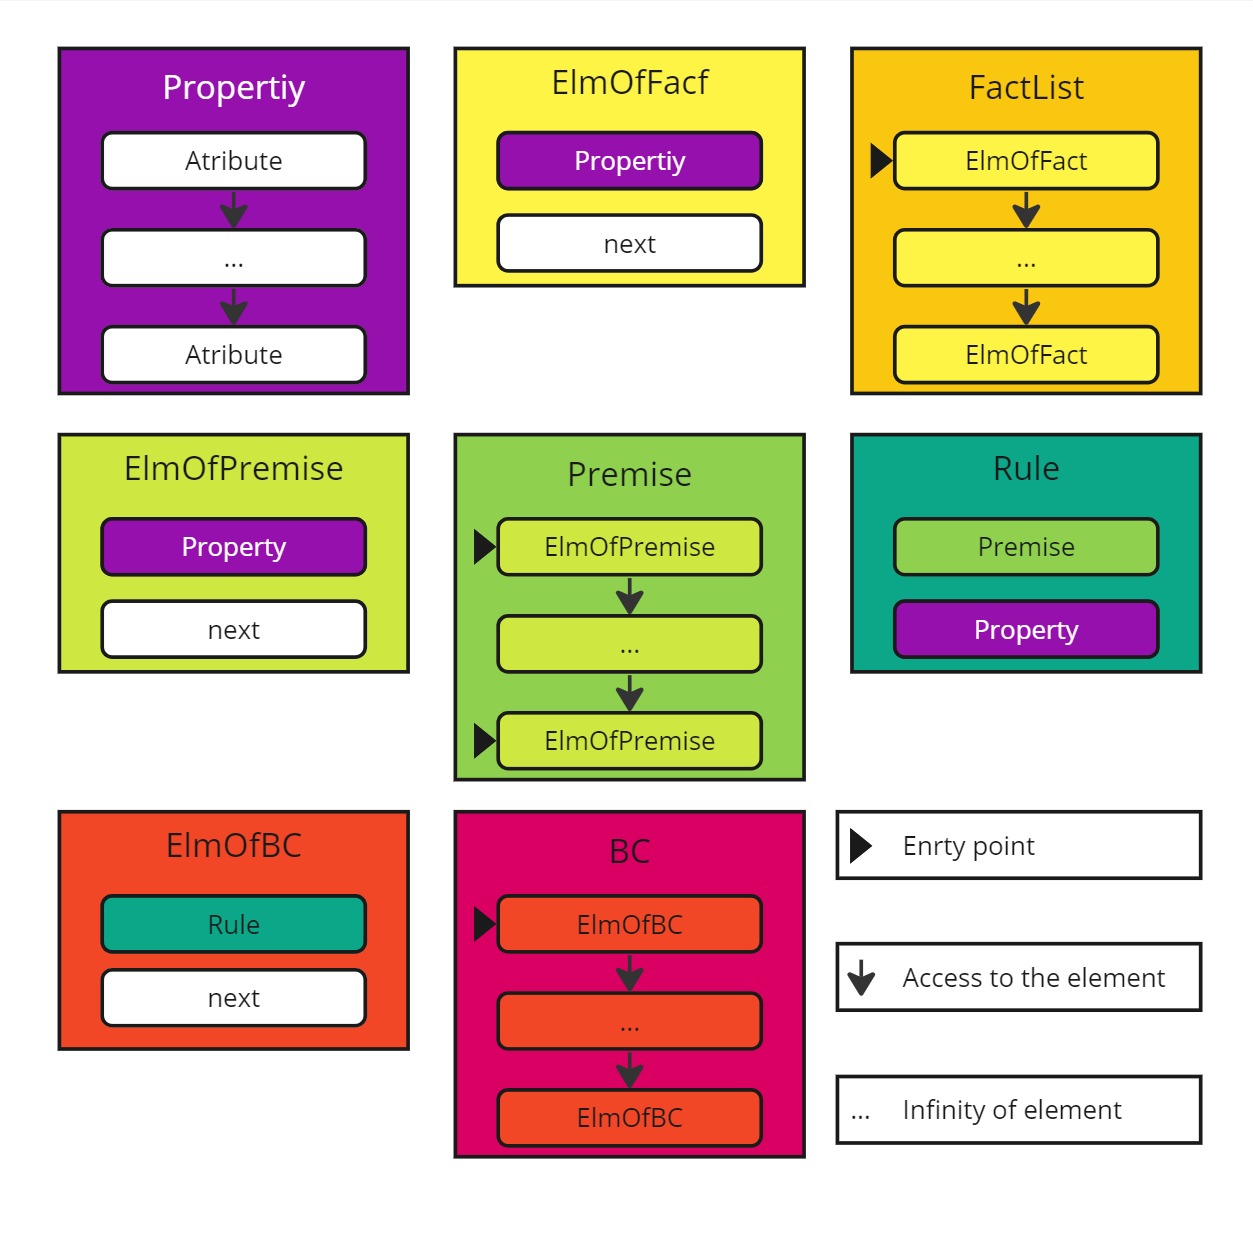 Propertiy
Atribute
...
Atribute
ElmOfFacf
Propertiy
next
FactList
ElmOfFact
...
ElmOfFact
ElmOfPremise
Property
next
Premise
ElmOfPremise
...
ElmOfPremise
Rule
Premise
Property
ElmOfBC
Rule
next
BC
ElmOfBC
...
ElmOfBC
Enrty point
Access to the element
... Infinity of element